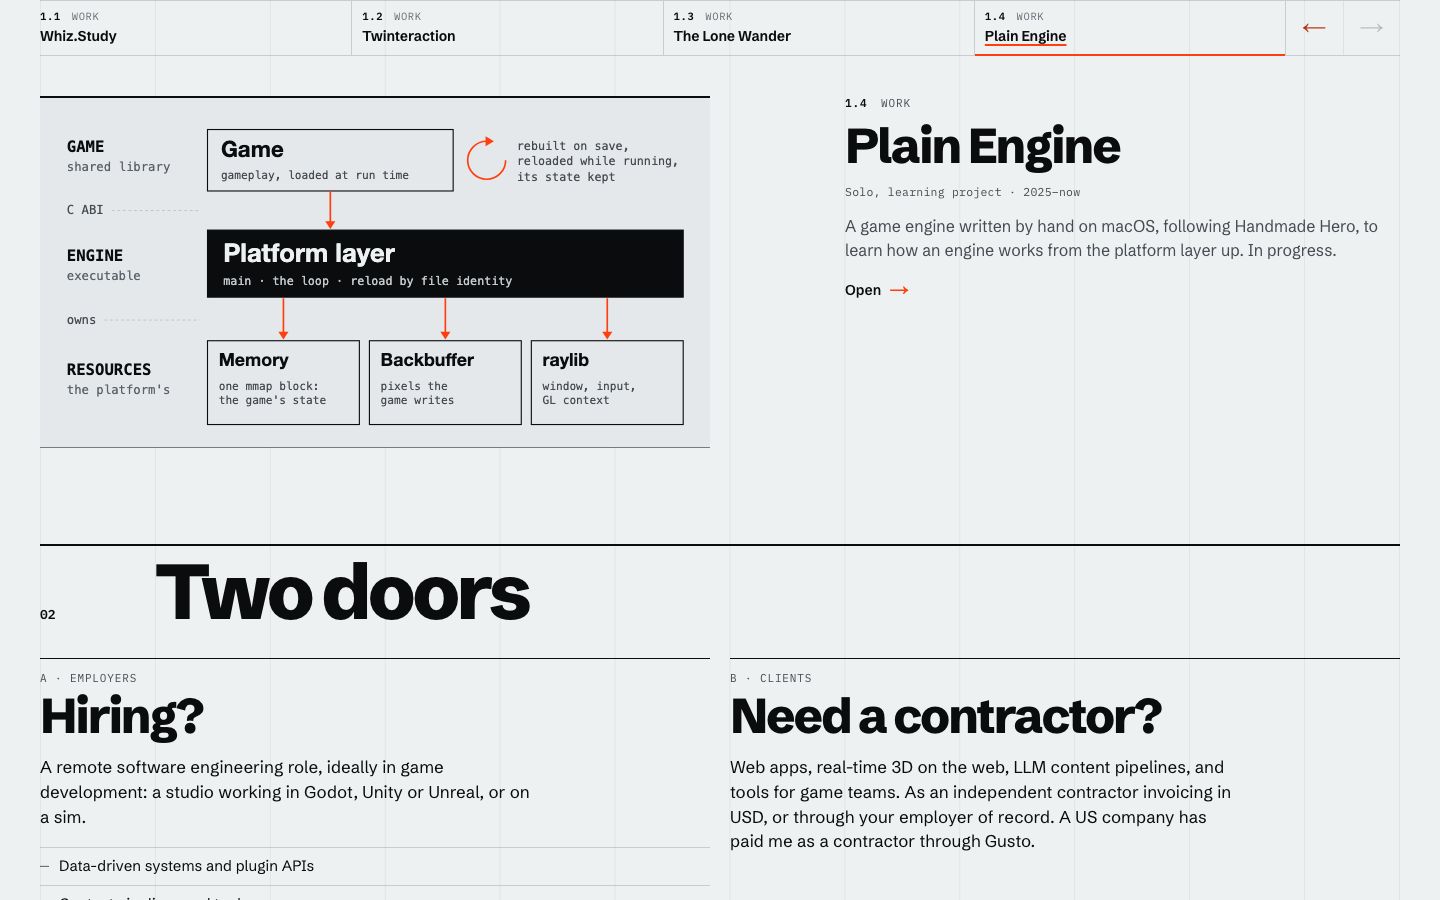 1.1 WORK
Whiz.Study
1.2 WORK
Twinteraction
1.3 WORK
The Lone Wander
1.4 WORK
Plain Engine
← →
GAME
shared library
Game
gameplay, loaded at run time
rebuilt on save,
reloaded while running,
its state kept
C ABI
ENGINE
executable
Platform layer
main · the loop · reload by file identity
owns
RESOURCES
the platform's
Memory
one mmap block:
the game's state
Backbuffer
pixels the
game writes
raylib
window, input,
GL context
1.4 WORK
Plain Engine
Solo, learning project · 2025–now
A game engine written by hand on macOS, following Handmade Hero, to
learn how an engine works from the platform layer up. In progress.
Open →
02
Two doors
A · EMPLOYERS
Hiring?
A remote software engineering role, ideally in game
development: a studio working in Godot, Unity or Unreal, or on
a sim.
– Data-driven systems and plugin APIs
B · CLIENTS
Need a contractor?
Web apps, real-time 3D on the web, LLM content pipelines, and
tools for game teams. As an independent contractor invoicing in
USD, or through your employer of record. A US company has
paid me as a contractor through Gusto.